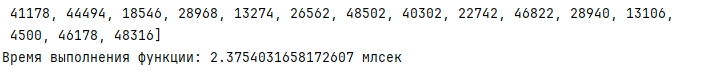 41178, 44494, 18546, 28968, 13274, 26562, 48502, 40302, 22742, 46822, 28940, 13106,
4500, 46178, 48316]
Время выполнения функции: 2.3754031658172607 млсек